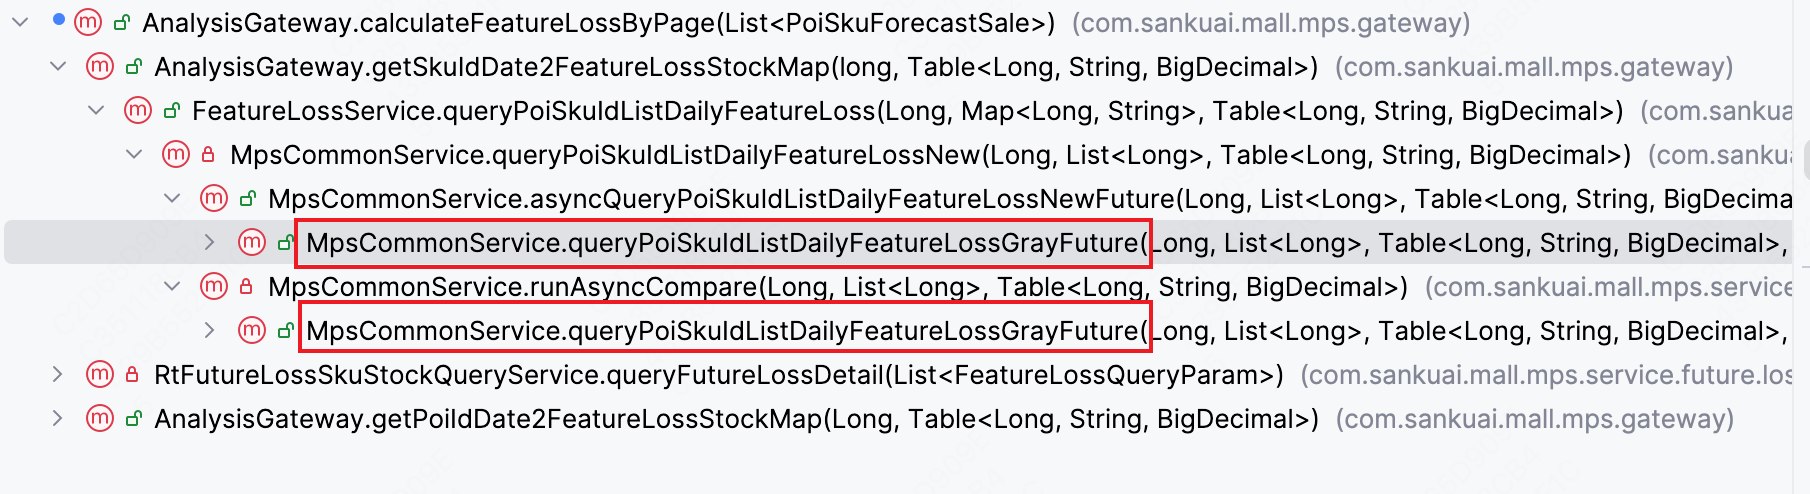 AnalysisGateway.calculateFeatureLossByPage(List<PoiSkuForecastSale>) (com.sankuai.mall.mps.gateway)
AnalysisGateway.getSkuIdDate2FeatureLossStockMap(long, Table<Long, String, BigDecimal>) (com.sankuai.mall.mps.gateway)
FeatureLossService.queryPoiSkuIdListDailyFeatureLoss(Long, Map<Long, String>, Table<Long, String, BigDecimal>) (com.sankua
MpsCommonService.queryPoiSkuIdListDailyFeatureLossNew(Long, List<Long>, Table<Long, String, BigDecimal>) (com.sankua
MpsCommonService.asyncQueryPoiSkuIdListDailyFeatureLossNewFuture(Long, List<Long>, Table<Long, String, BigDecima
MpsCommonService.queryPoiSkuIdListDailyFeatureLossGrayFuture(Long, List<Long>, Table<Long, String, BigDecimal>,
MpsCommonService.runAsyncCompare(Long, List<Long>, Table<Long, String, BigDecimal>) (com.sankuai.mall.mps.service
MpsCommonService.queryPoiSkuIdListDailyFeatureLossGrayFuture(Long, List<Long>, Table<Long, String, BigDecimal>,
RtFutureLossSkuStockQueryService.queryFutureLossDetail(List<FeatureLossQueryParam>) (com.sankuai.mall.mps.service.future.los
AnalysisGateway.getPoiIdDate2FeatureLossStockMap(Long, Table<Long, String, BigDecimal>) (com.sankuai.mall.mps.gateway)